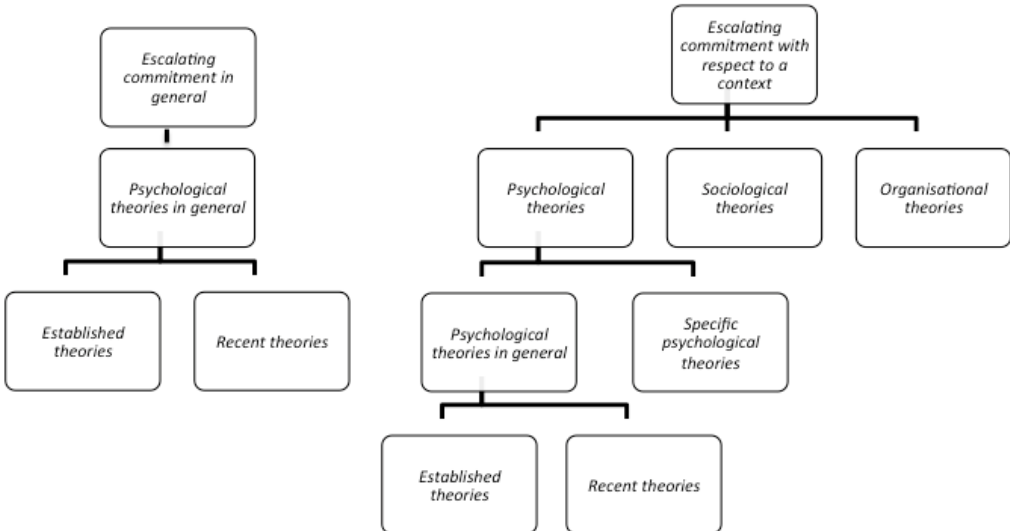 Escalating
commitment in
general
Psychological
theories in general
Established
theories
Recent theories
Escalating
commitment with
respect to a
context
Psychological
theories
Sociological
theories
Organisational
theories
Psychological
theories in general
Specific
psychological
theories
Established
theories
Recent theories